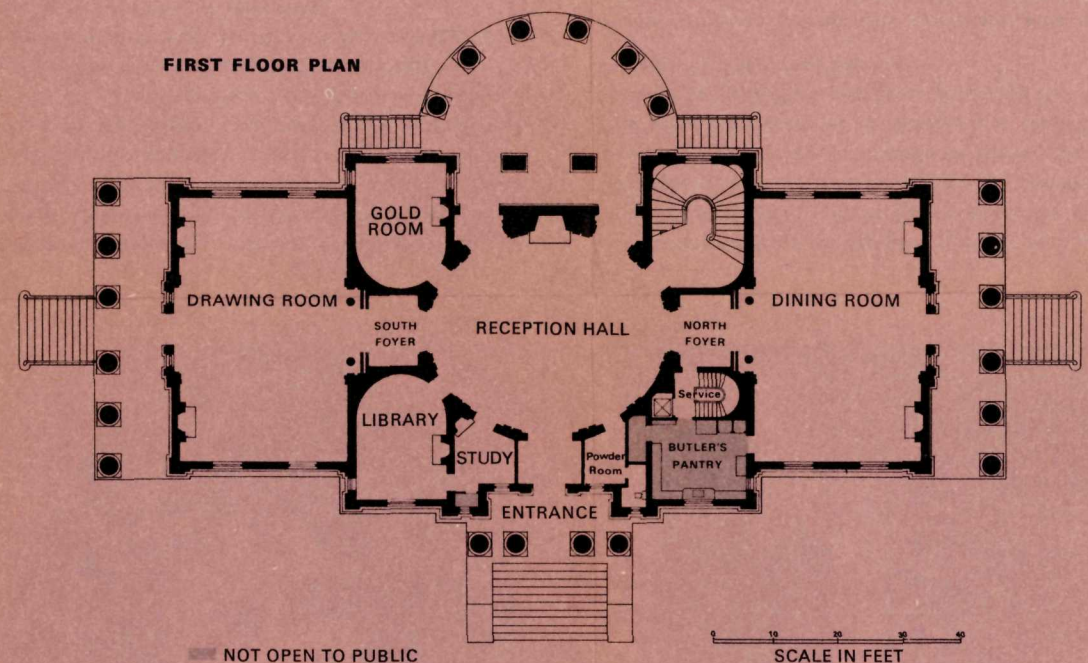 FIRST FLOOR PLAN
GOLD
ROOM
DRAWING ROOM
SOUTH
FOYER
RECEPTION HALL
NORTH
FOYER
DINING ROOM
Service
LIBRARY
STUDY
Powder
Room
BUTLER'S
PANTRY
ENTRANCE
NOT OPEN TO PUBLIC
0 10 20 30 40
SCALE IN FEET